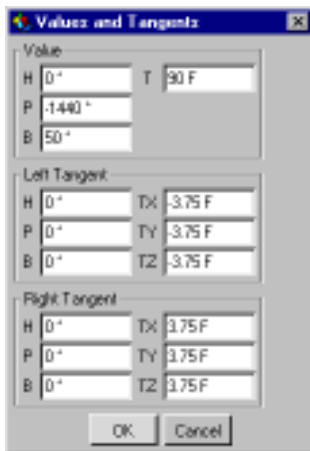 Values and Tangents
Value
H 0 ° T 90 F
P -1440 °
B 50 °
Left Tangent
H 0 ° TX -3.75 F
P 0 ° TY -3.75 F
B 0 ° TZ -3.75 F
Right Tangent
H 0 ° TX 3.75 F
P 0 ° TY 3.75 F
B 0 ° TZ 3.75 F
OK Cancel